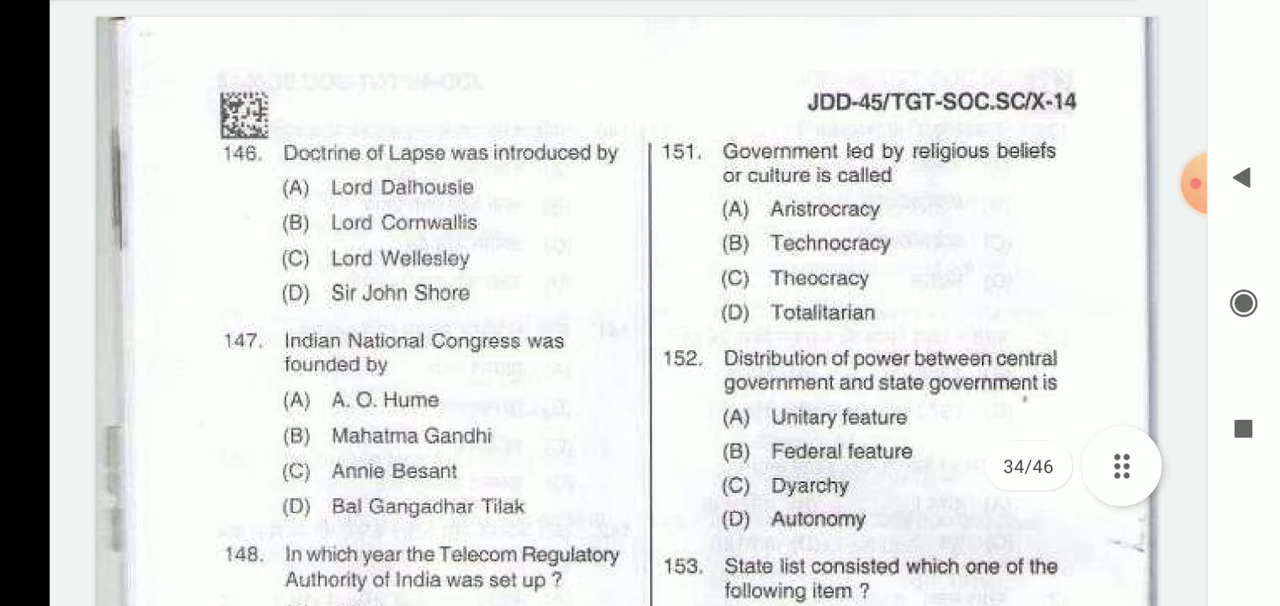 JDD-45/TGT-SOC.SC/X-14
146. Doctrine of Lapse was introduced by
(A) Lord Dalhousie
(B) Lord Cornwallis
(C) Lord Wellesley
(D) Sir John Shore
147. Indian National Congress was
founded by
(A) A. O. Hume
(B) Mahatma Gandhi
(C) Annie Besant
(D) Bal Gangadhar Tilak
148. In which year the Telecom Regulatory
Authority of India was set up ?
151. Government led by religious beliefs
or culture is called
(A) Aristrocracy
(B) Technocracy
(C) Theocracy
(D) Totalitarian
152. Distribution of power between central
government and state government is
(A) Unitary feature
(B) Federal feature
(C) Dyarchy
(D) Autonomy
153. State list consisted which one of the
following item ?
34/46